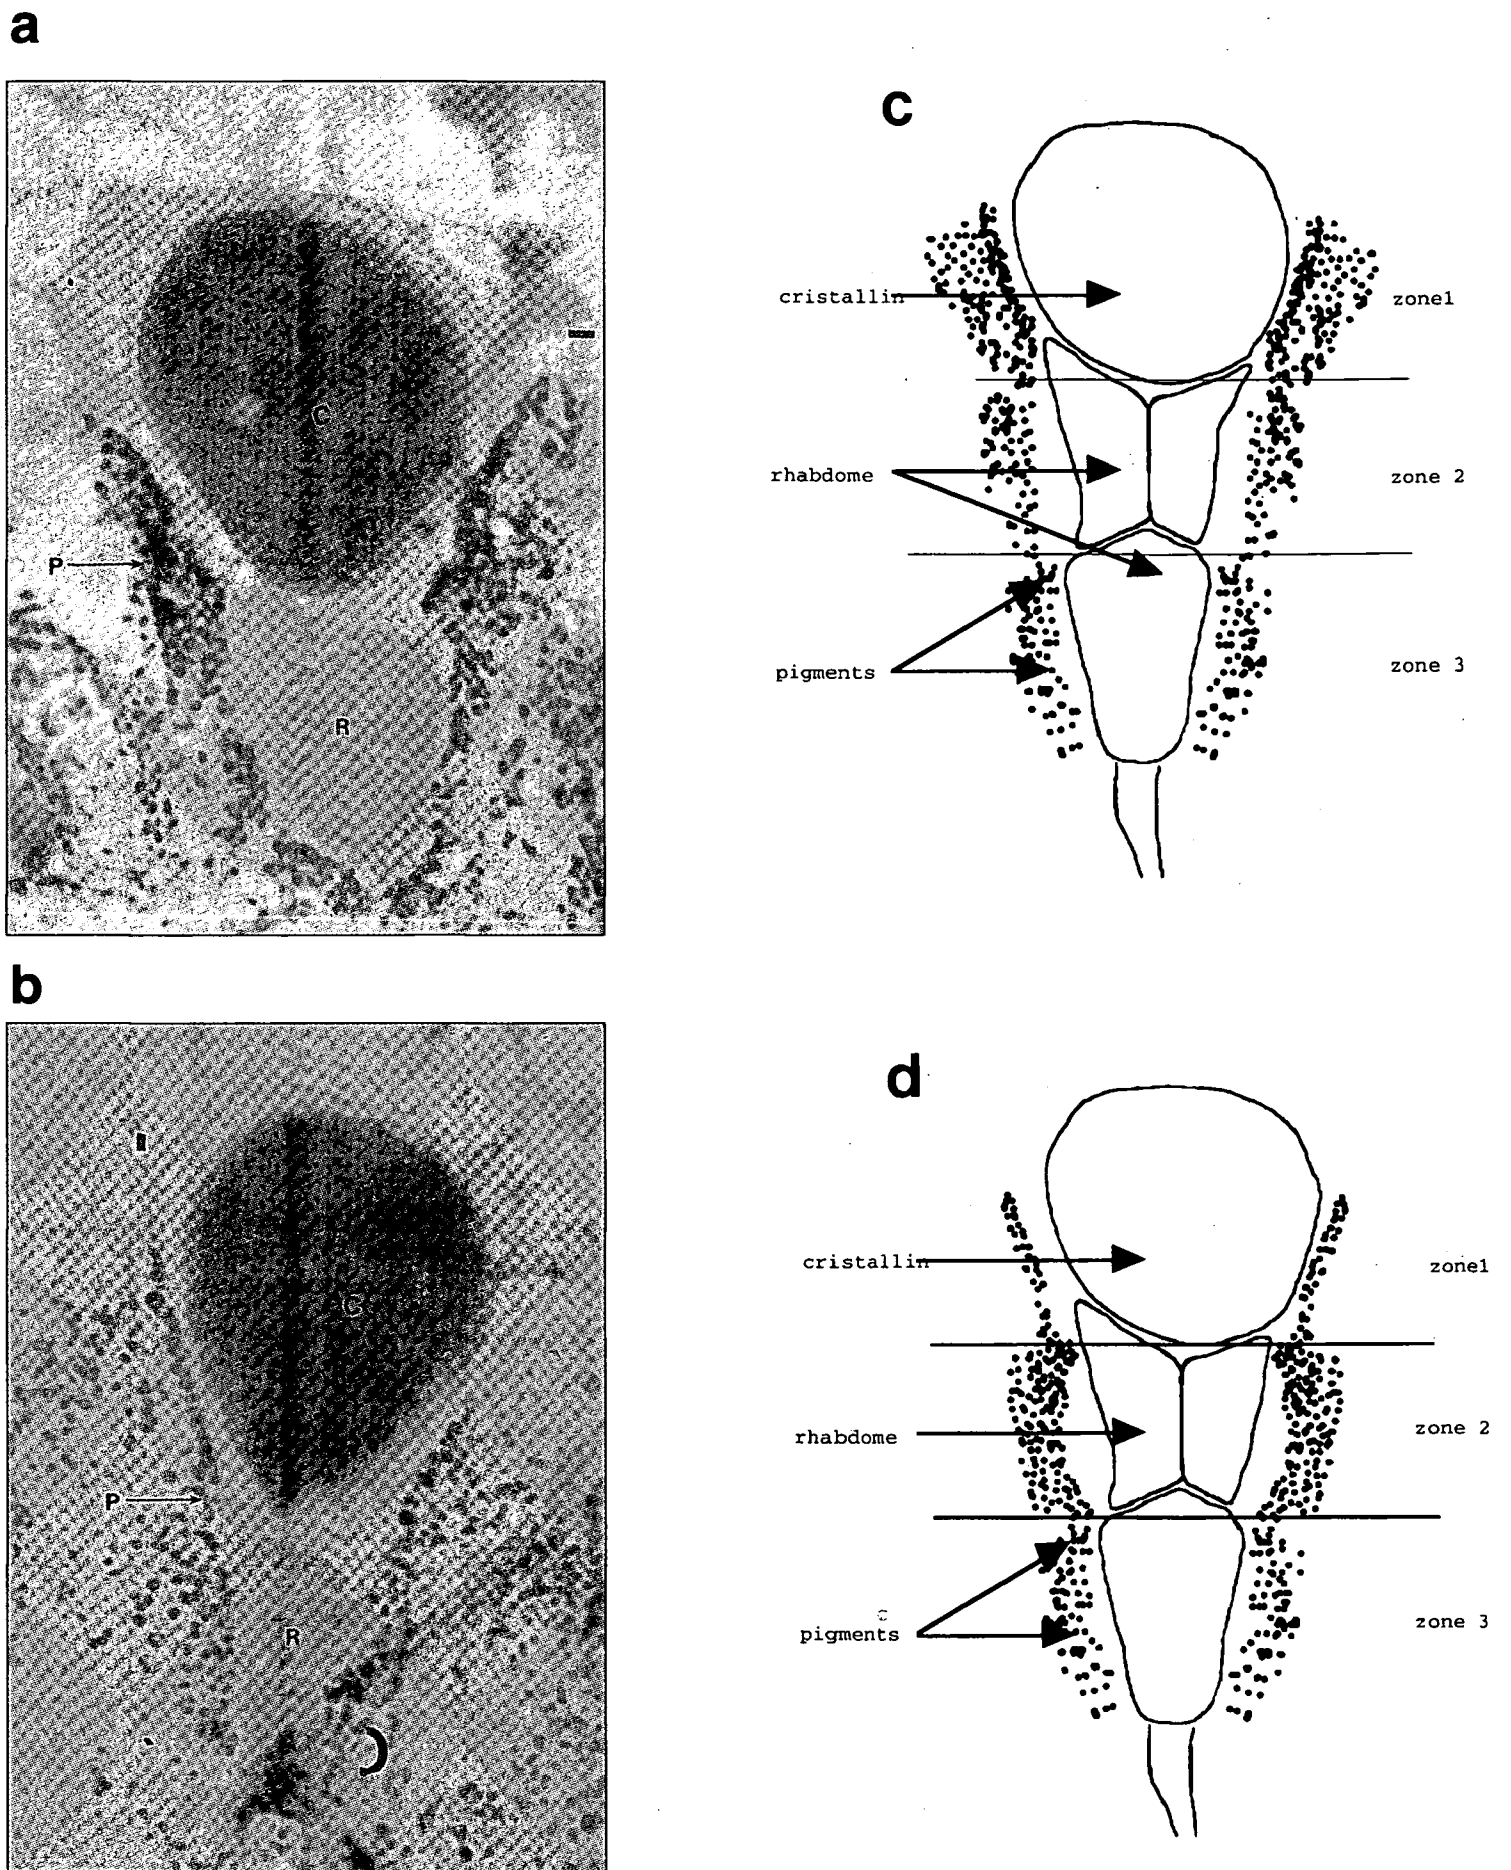 a
C
P
R
b
C
P
R
c
cristallin
zone1
rhabdome
zone 2
pigments
zone 3
d
cristallin
zone1
rhabdome
zone 2
pigments
zone 3